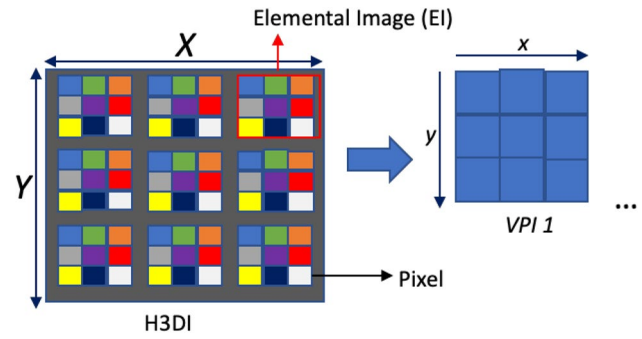 Elemental Image (EI)
X
x
Y
y
VPI 1
...
Pixel
H3DI